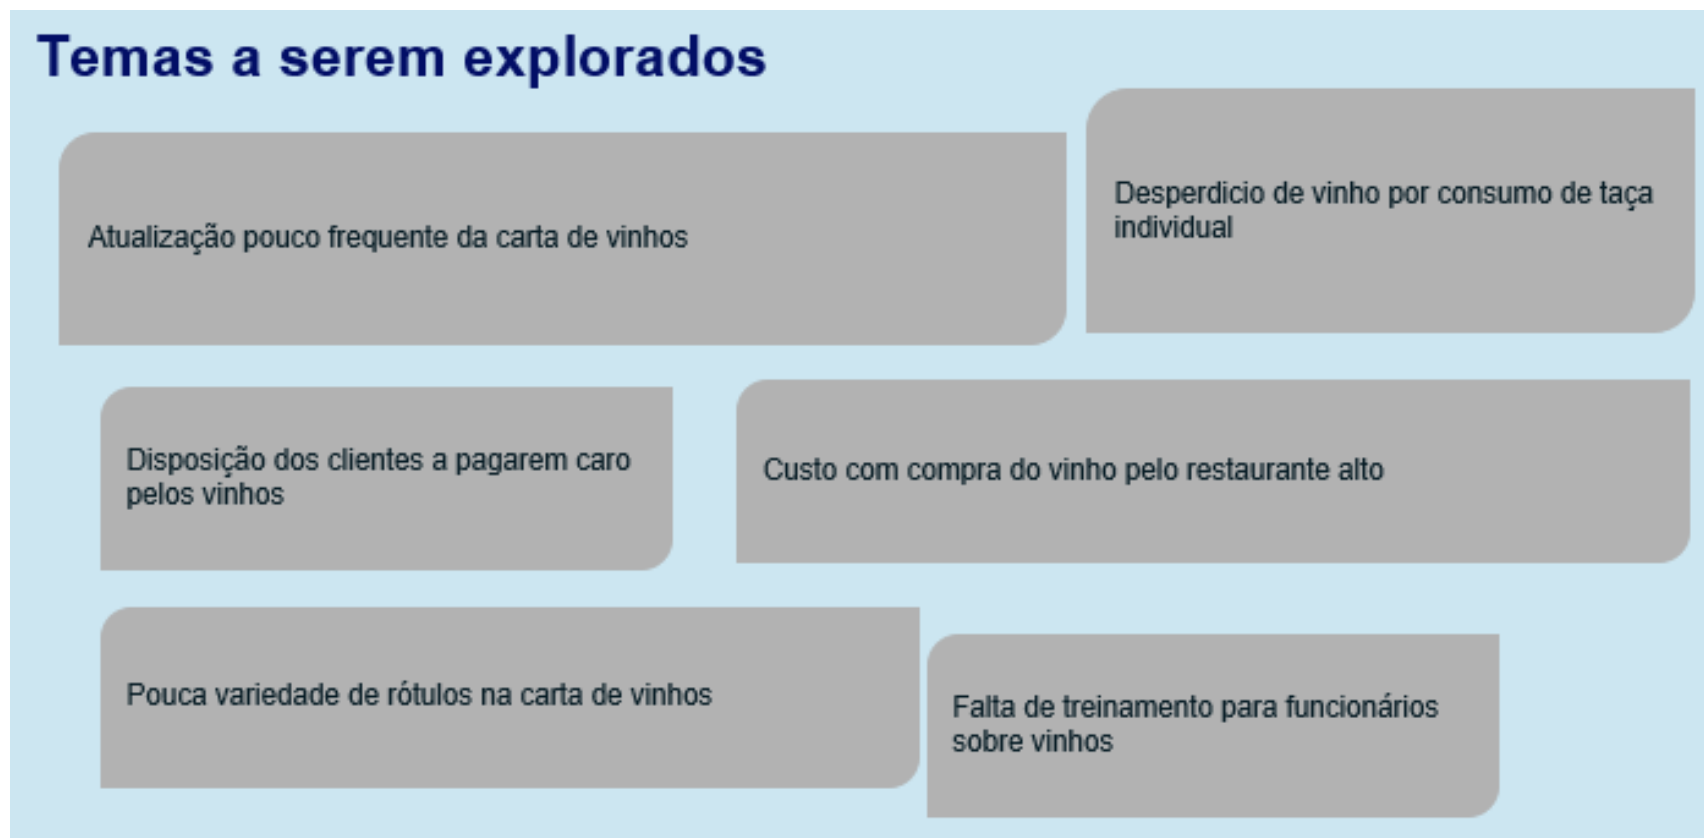 Temas a serem explorados
Atualização pouco frequente da carta de vinhos
Desperdicio de vinho por consumo de taça
individual
Disposição dos clientes a pagarem caro
pelos vinhos
Custo com compra do vinho pelo restaurante alto
Pouca variedade de rótulos na carta de vinhos
Falta de treinamento para funcionários
sobre vinhos